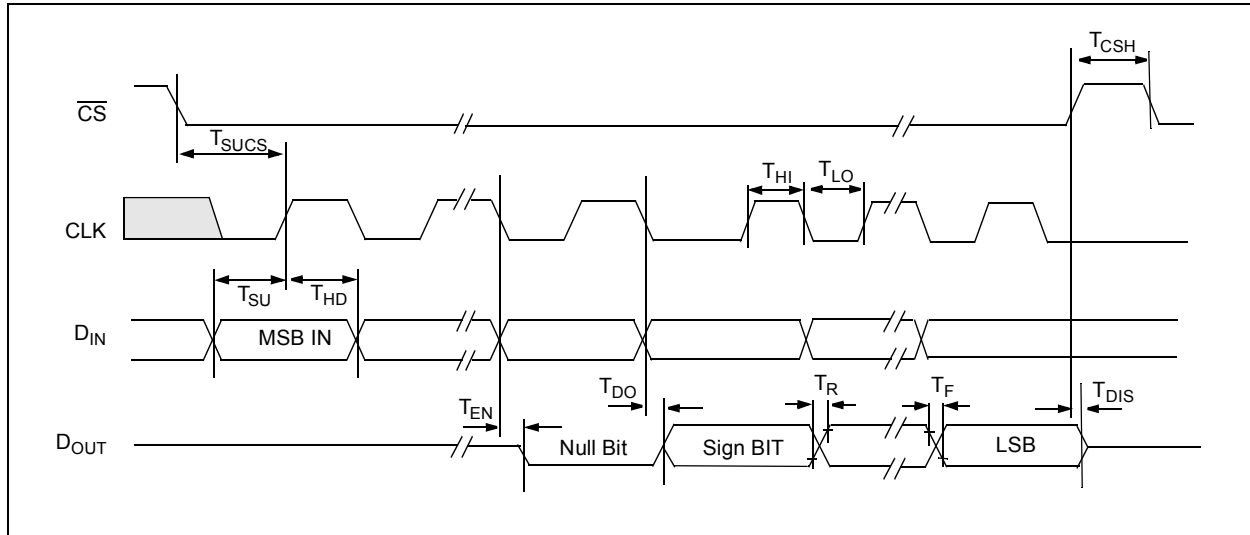 T_CSH
CS
T_SUCS
T_HI T_LO
CLK
T_SU T_HD
D_IN MSB IN
T_DO T_R T_F T_DIS
T_EN
D_OUT Null Bit Sign BIT LSB